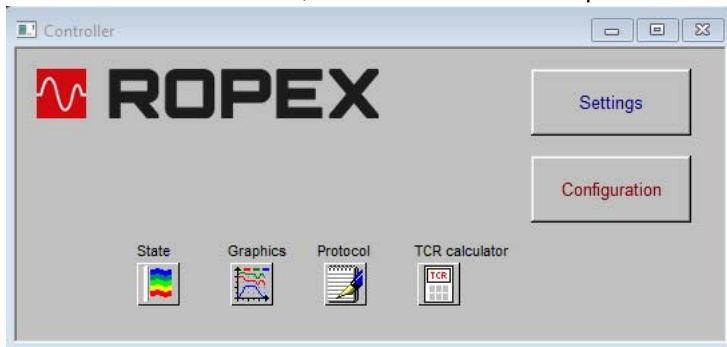 Controller
ROPEX
Settings
Configuration
State Graphics Protocol TCR calculator
TCR